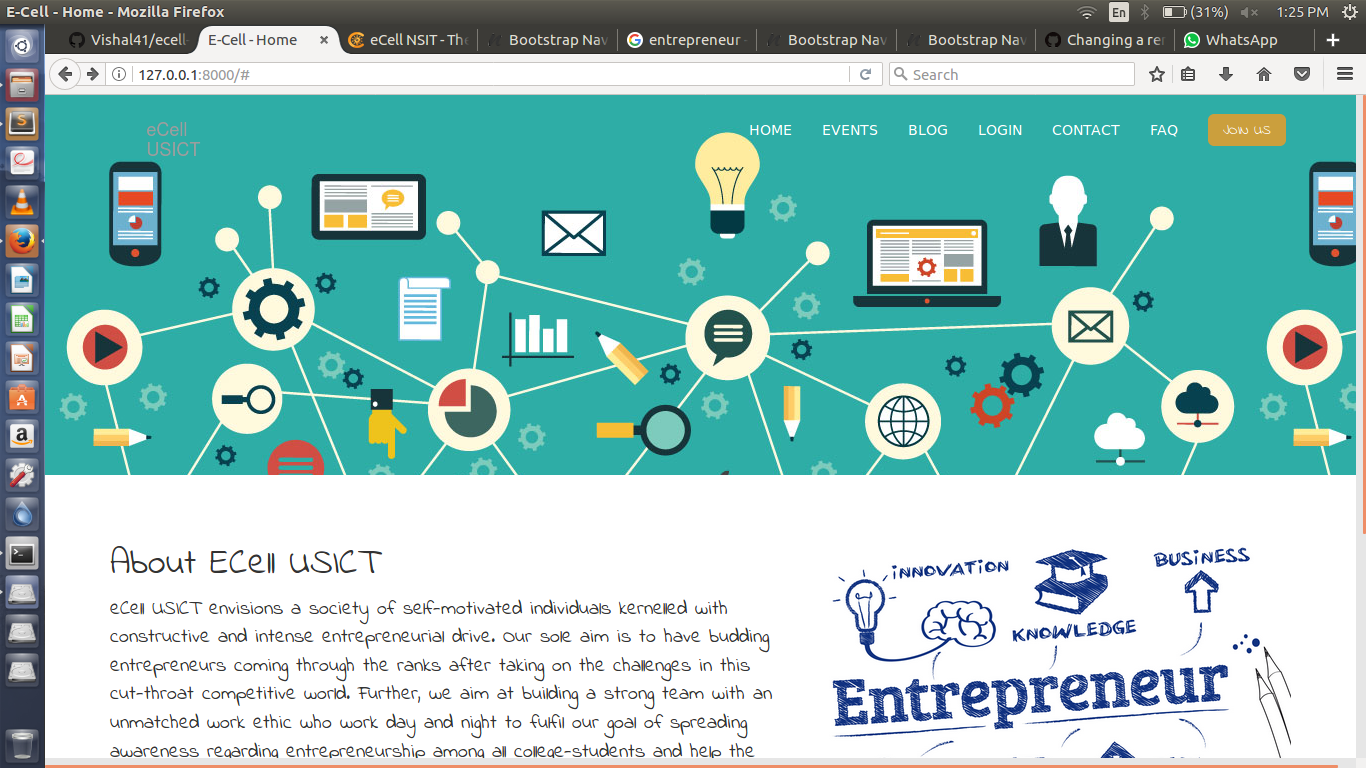 E-Cell - Home - Mozilla Firefox
En
(31%)
1:25 PM
Vishal41/ecell-
E-Cell - Home
eCell NSIT - The
Bootstrap Nav
entrepreneur -
Bootstrap Nav
Bootstrap Nav
Changing a rem
WhatsApp
127.0.0.1:8000/#
Search
eCell
USICT
HOME
EVENTS
BLOG
LOGIN
CONTACT
FAQ
JOIN US
About ECell USICT
eCell USICT envisions a society of self-motivated individuals kernelled with
constructive and intense entrepreneurial drive. Our sole aim is to have budding
entrepreneurs coming through the ranks after taking on the challenges in this
cut-throat competitive world. Further, we aim at building a strong team with an
unmatched work ethic who work day and night to fulfil our goal of spreading
awareness regarding entrepreneurship among all college-students and help the
INNOVATION
KNOWLEDGE
BUSINESS
Entrepreneur